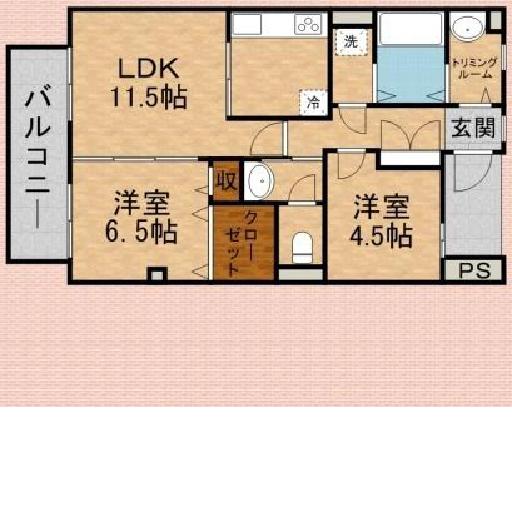 バルコニー
LDK
11.5帖
洗
冷
トリミング
ルーム
玄関
洋室
6.5帖
収
クロー
ゼット
洋室
4.5帖
PS